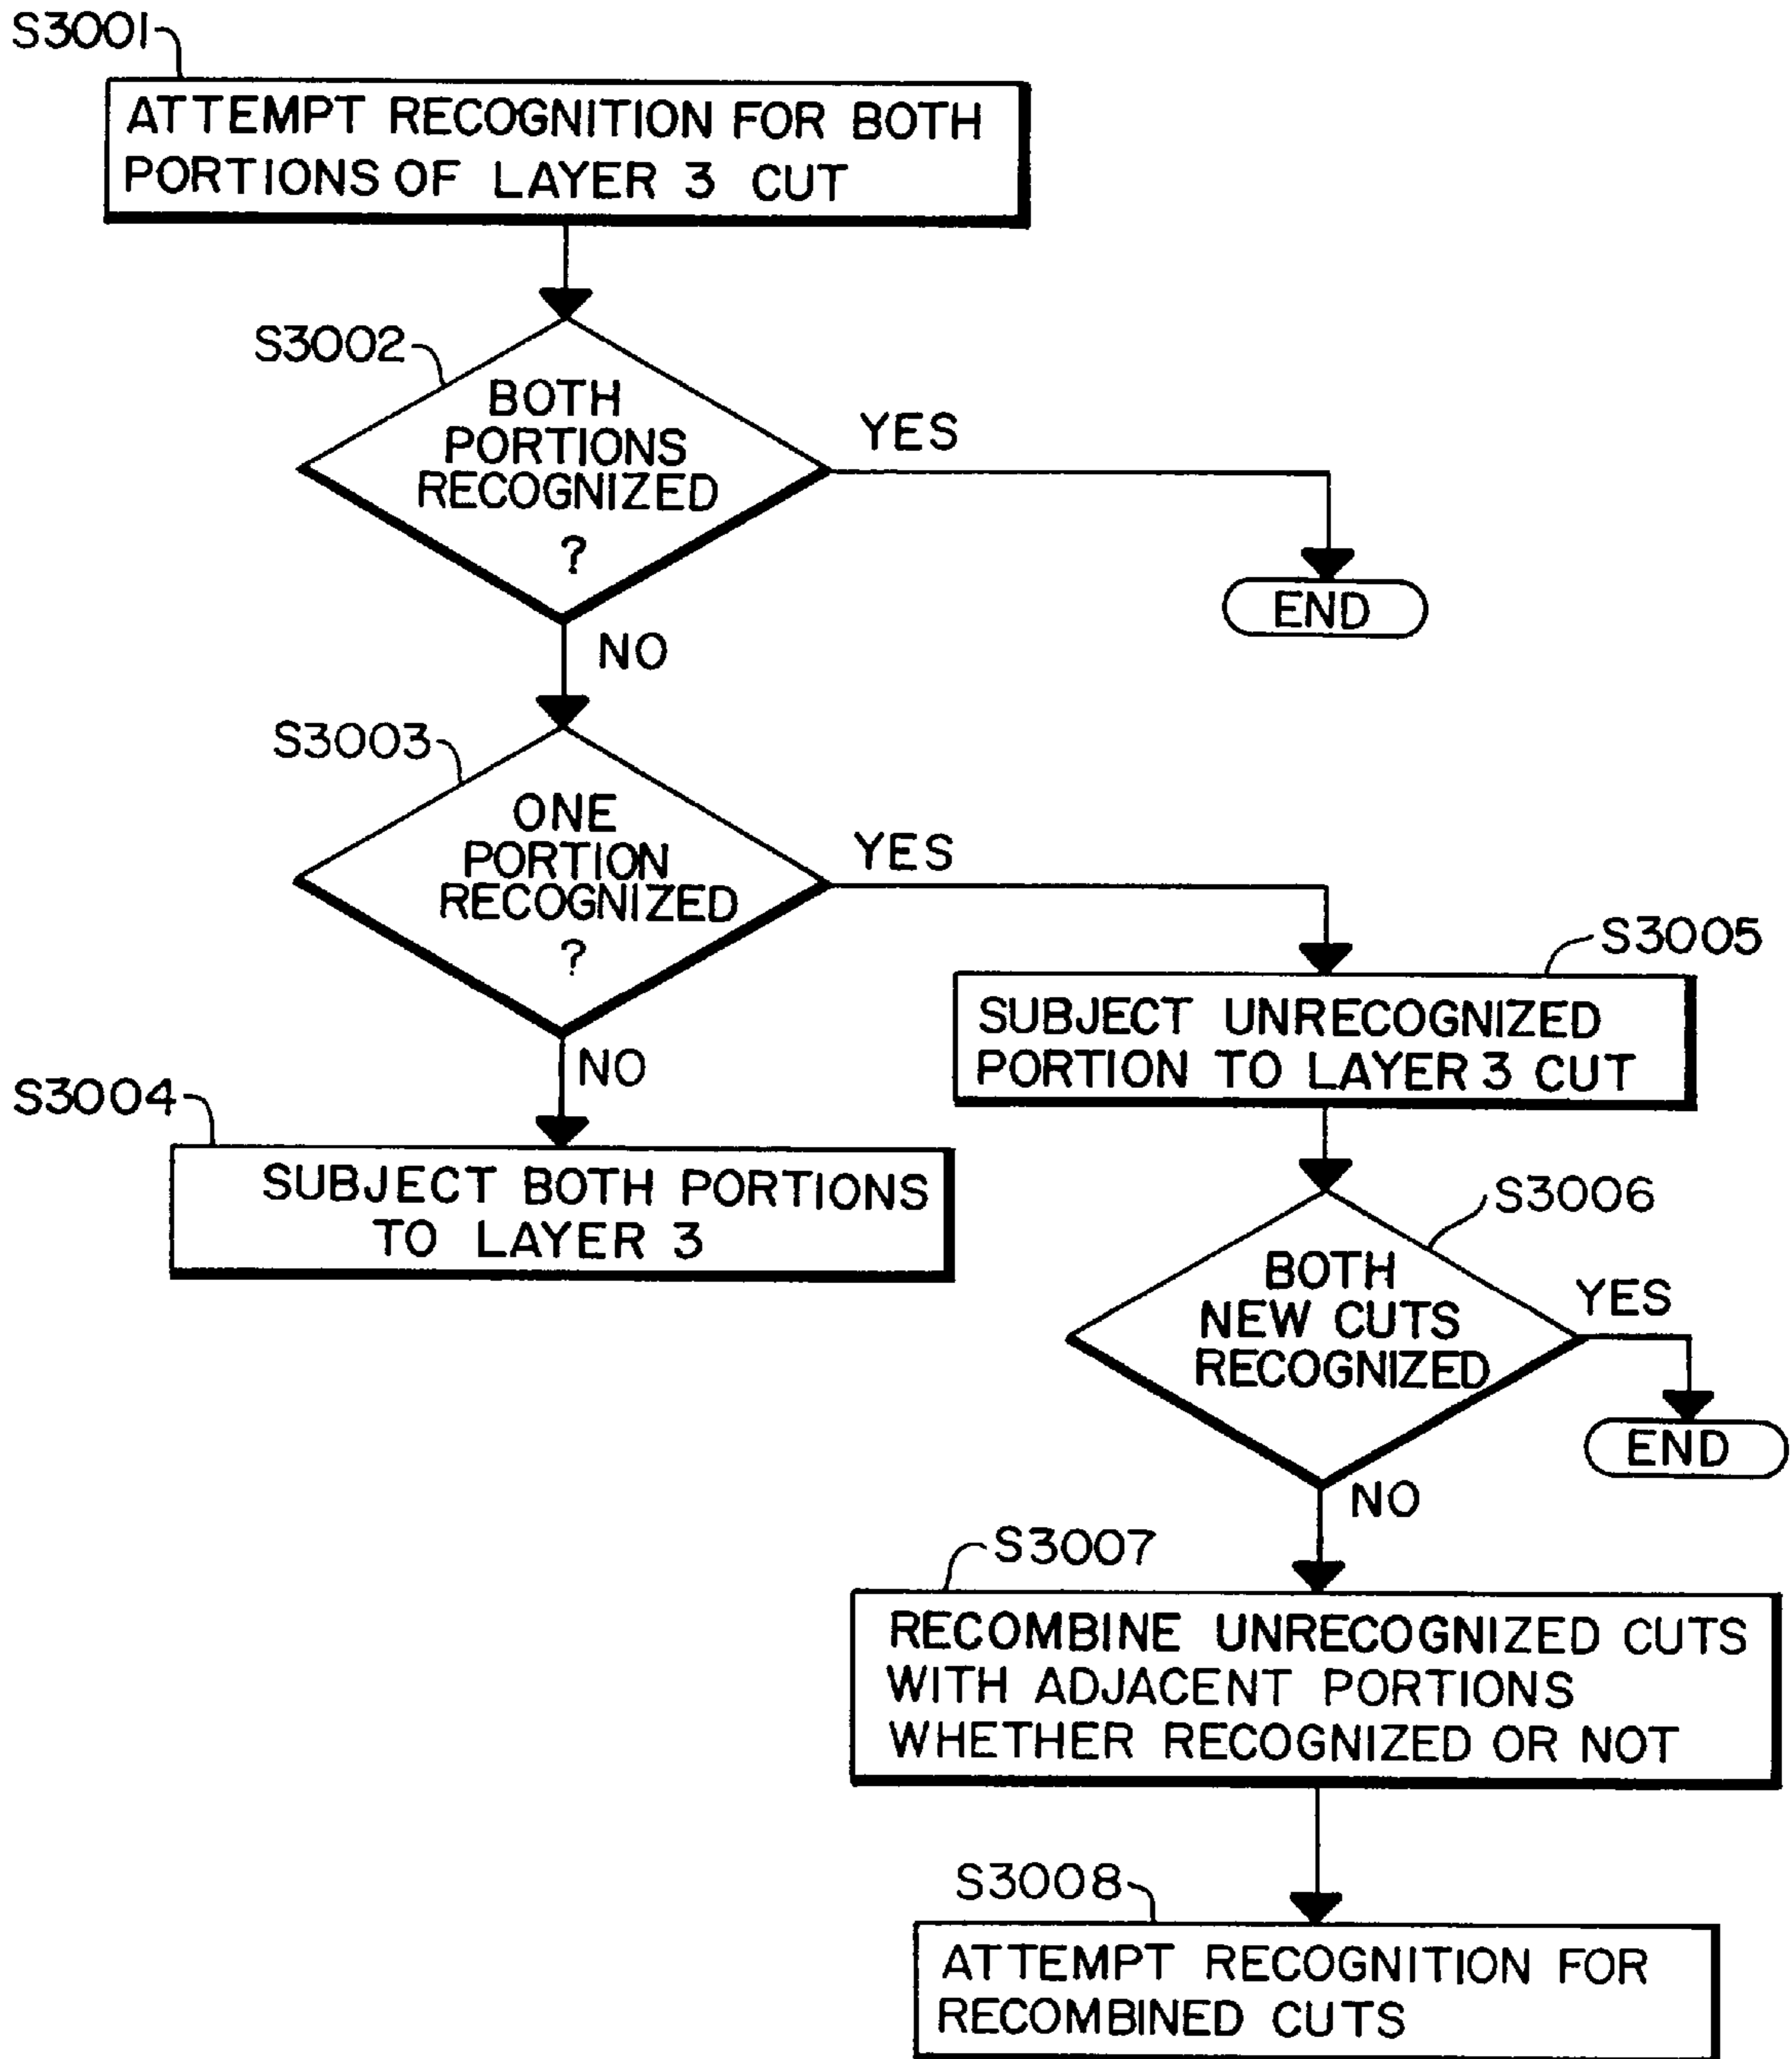 S3001
ATTEMPT RECOGNITION FOR BOTH
PORTIONS OF LAYER 3 CUT
S3002
BOTH
PORTIONS
RECOGNIZED
?
YES
END
NO
S3003
ONE
PORTION
RECOGNIZED
?
YES
NO
S3004
SUBJECT BOTH PORTIONS
TO LAYER 3
S3005
SUBJECT UNRECOGNIZED
PORTION TO LAYER 3 CUT
S3006
BOTH
NEW CUTS
RECOGNIZED
YES
END
NO
S3007
RECOMBINE UNRECOGNIZED CUTS
WITH ADJACENT PORTIONS
WHETHER RECOGNIZED OR NOT
S3008
ATTEMPT RECOGNITION FOR
RECOMBINED CUTS